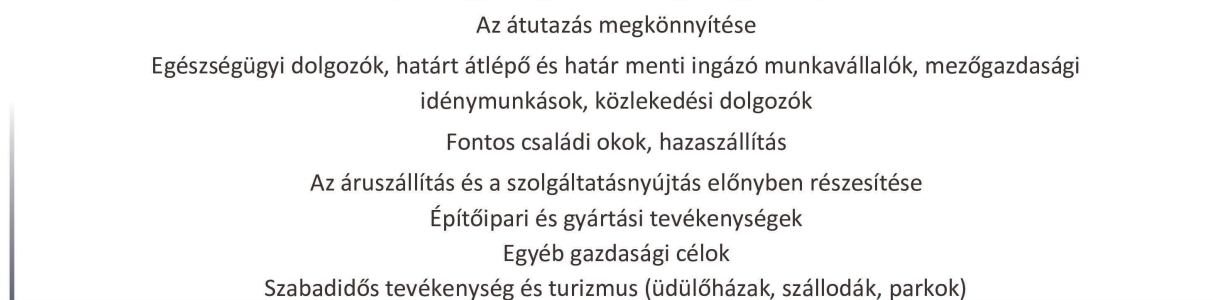 Az átutazás megkönnyítése
Egészségügyi dolgozók, határt átlépő és határ menti ingázó munkavállalók, mezőgazdasági
idénymunkások, közlekedési dolgozók
Fontos családi okok, hazaszállítás
Az áruszállítás és a szolgáltatásnyújtás előnyben részesítése
Építőipari és gyártási tevékenységek
Egyéb gazdasági célok
Szabadidős tevékenység és turizmus (üdülőházak, szállodák, parkok)